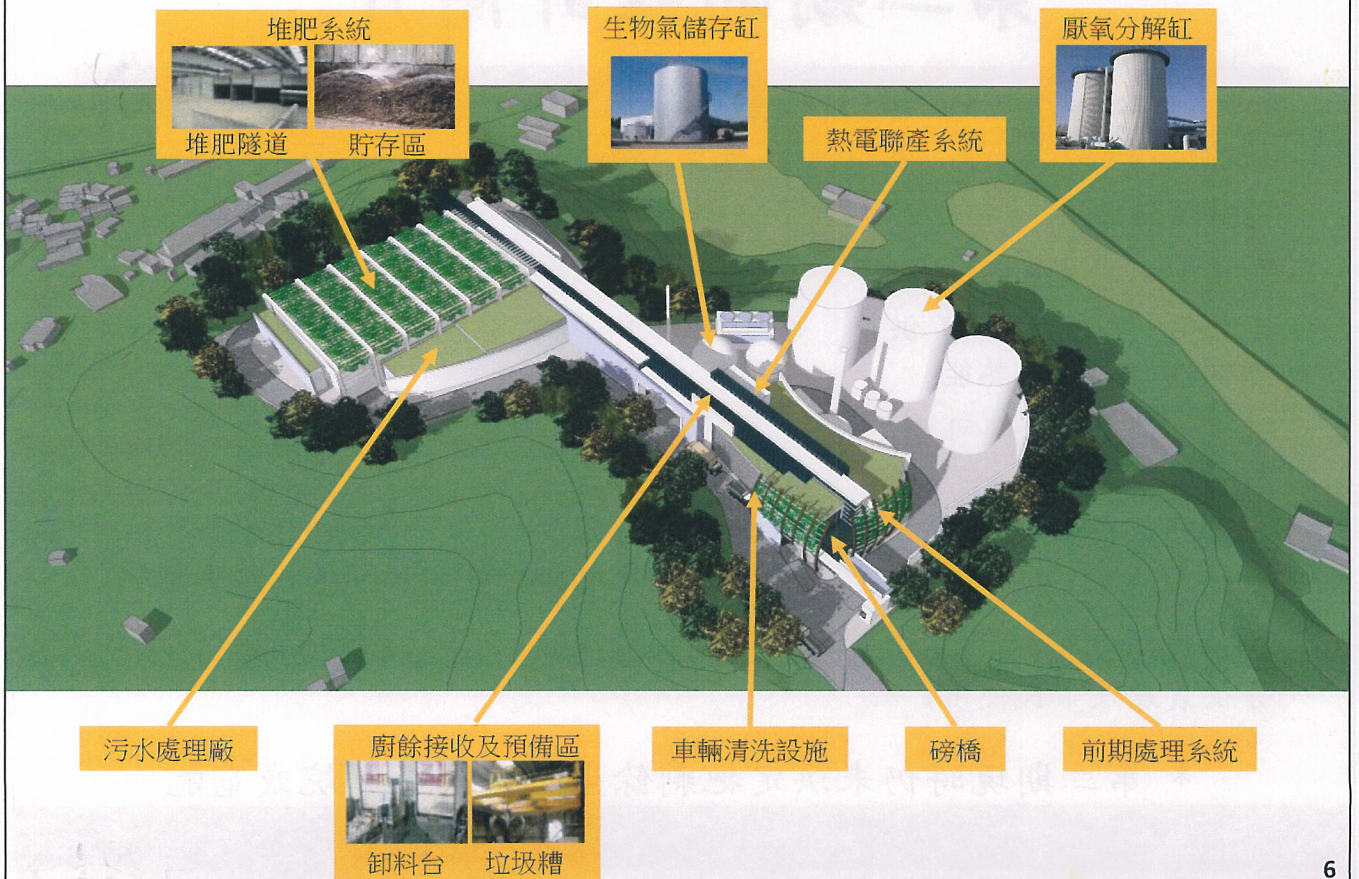 堆肥系統
堆肥隧道
貯存區
生物氣儲存缸
熱電聯產系統
厭氧分解缸
污水處理廠
廚餘接收及預備區
卸料台
垃圾糟
車輛清洗設施
磅橋
前期處理系統
6